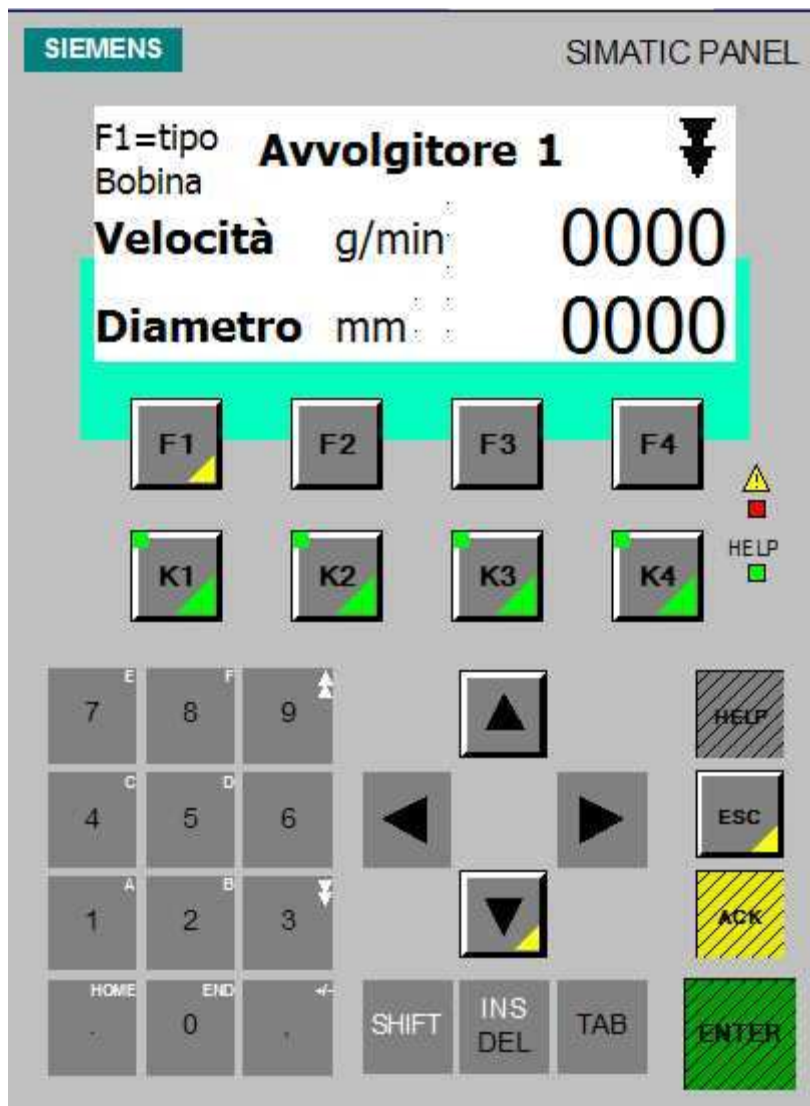 SIEMENS
SIMATIC PANEL
F1=tipo
Bobina
Avvolgitore 1
Velocità g/min 0000
Diametro mm 0000
F1 F2 F3 F4
K1 K2 K3 K4
HELP
E F
7 8 9
HELP
C D
4 5 6
ESC
A B
1 2 3
ACK
HOME END +/-
. 0 .
SHIFT
INS
DEL
TAB
ENTER